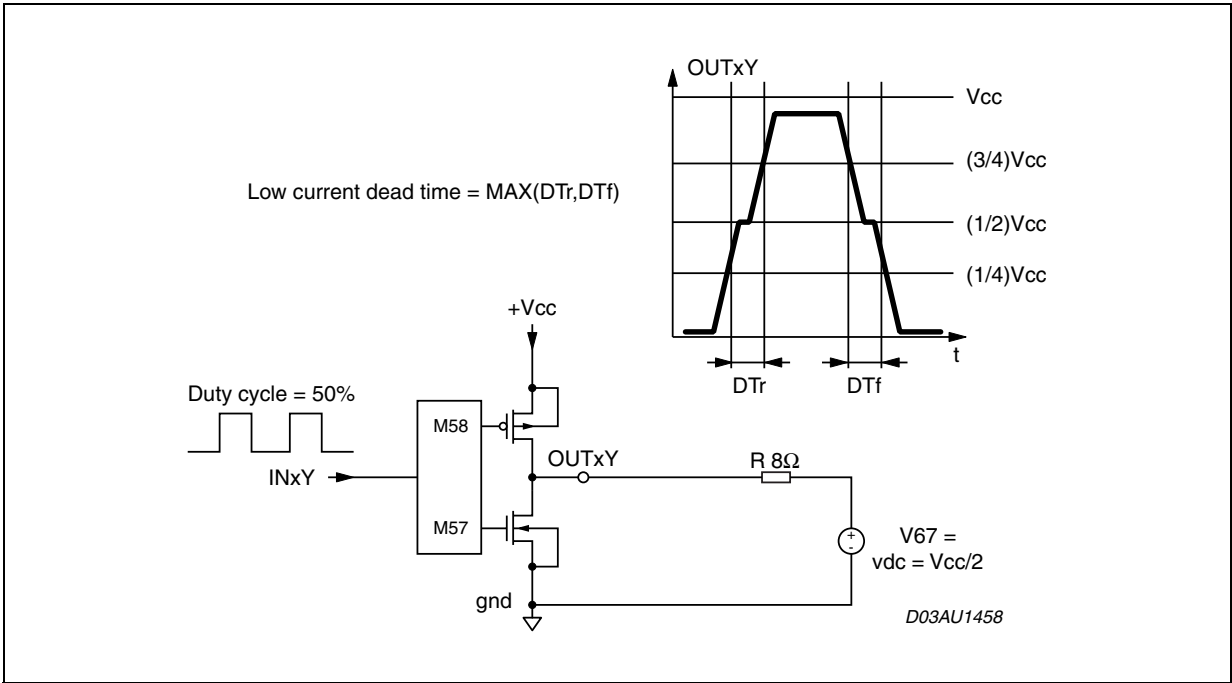 OUTxY
Vcc
(3/4)Vcc
Low current dead time = MAX(DTr,DTf)
(1/2)Vcc
(1/4)Vcc
t
DTr
DTf
+Vcc
Duty cycle = 50%
M58
OUTxY
R 8Ω
INxY
M57
+
-
V67 =
vdc = Vcc/2
gnd
D03AU1458